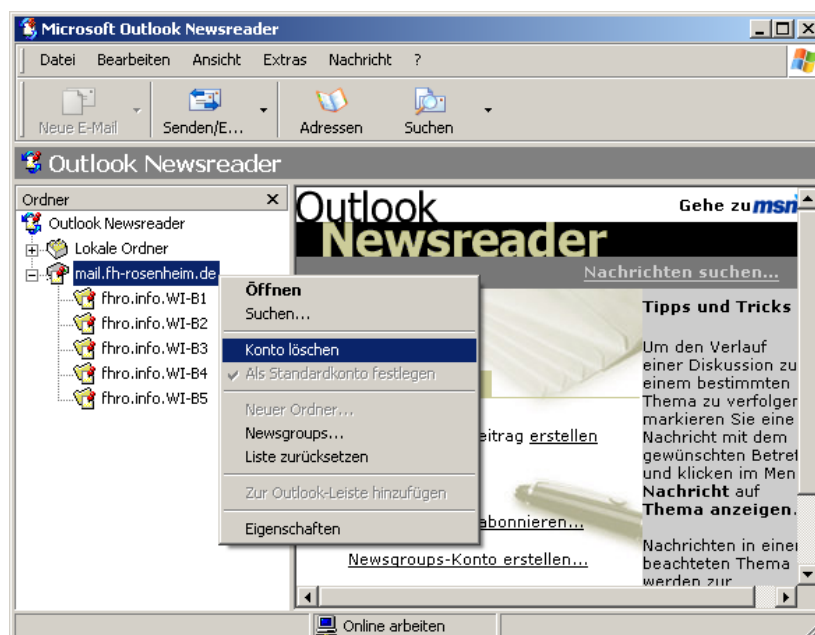 Microsoft Outlook Newsreader
Datei Bearbeiten Ansicht Extras Nachricht ?
Neue E-Mail Senden/E... Adressen Suchen
Outlook Newsreader
Ordner
Outlook Newsreader
Lokale Ordner
mail.fh-rosenheim.de
fhro.info.WI-B1
fhro.info.WI-B2
fhro.info.WI-B3
fhro.info.WI-B4
fhro.info.WI-B5
Öffnen
Suchen...
Konto löschen
Als Standardkonto festlegen
Neuer Ordner...
Newsgroups...
Liste zurücksetzen
Zur Outlook-Leiste hinzufügen
Eigenschaften
Outlook
Newsreader
Gehe zu msn
Nachrichten suchen...
eitrag erstellen
abonnieren...
Newsgroups-Konto erstellen...
Tipps und Tricks
Um den Verlauf
einer Diskussion zu
einem bestimmten
Thema zu verfolger
markieren Sie eine
Nachricht mit dem
gewünschten Betref
und klicken im Men
Nachricht auf
Thema anzeigen.
Nachrichten in einer
beachteten Thema
werden zur
Online arbeiten